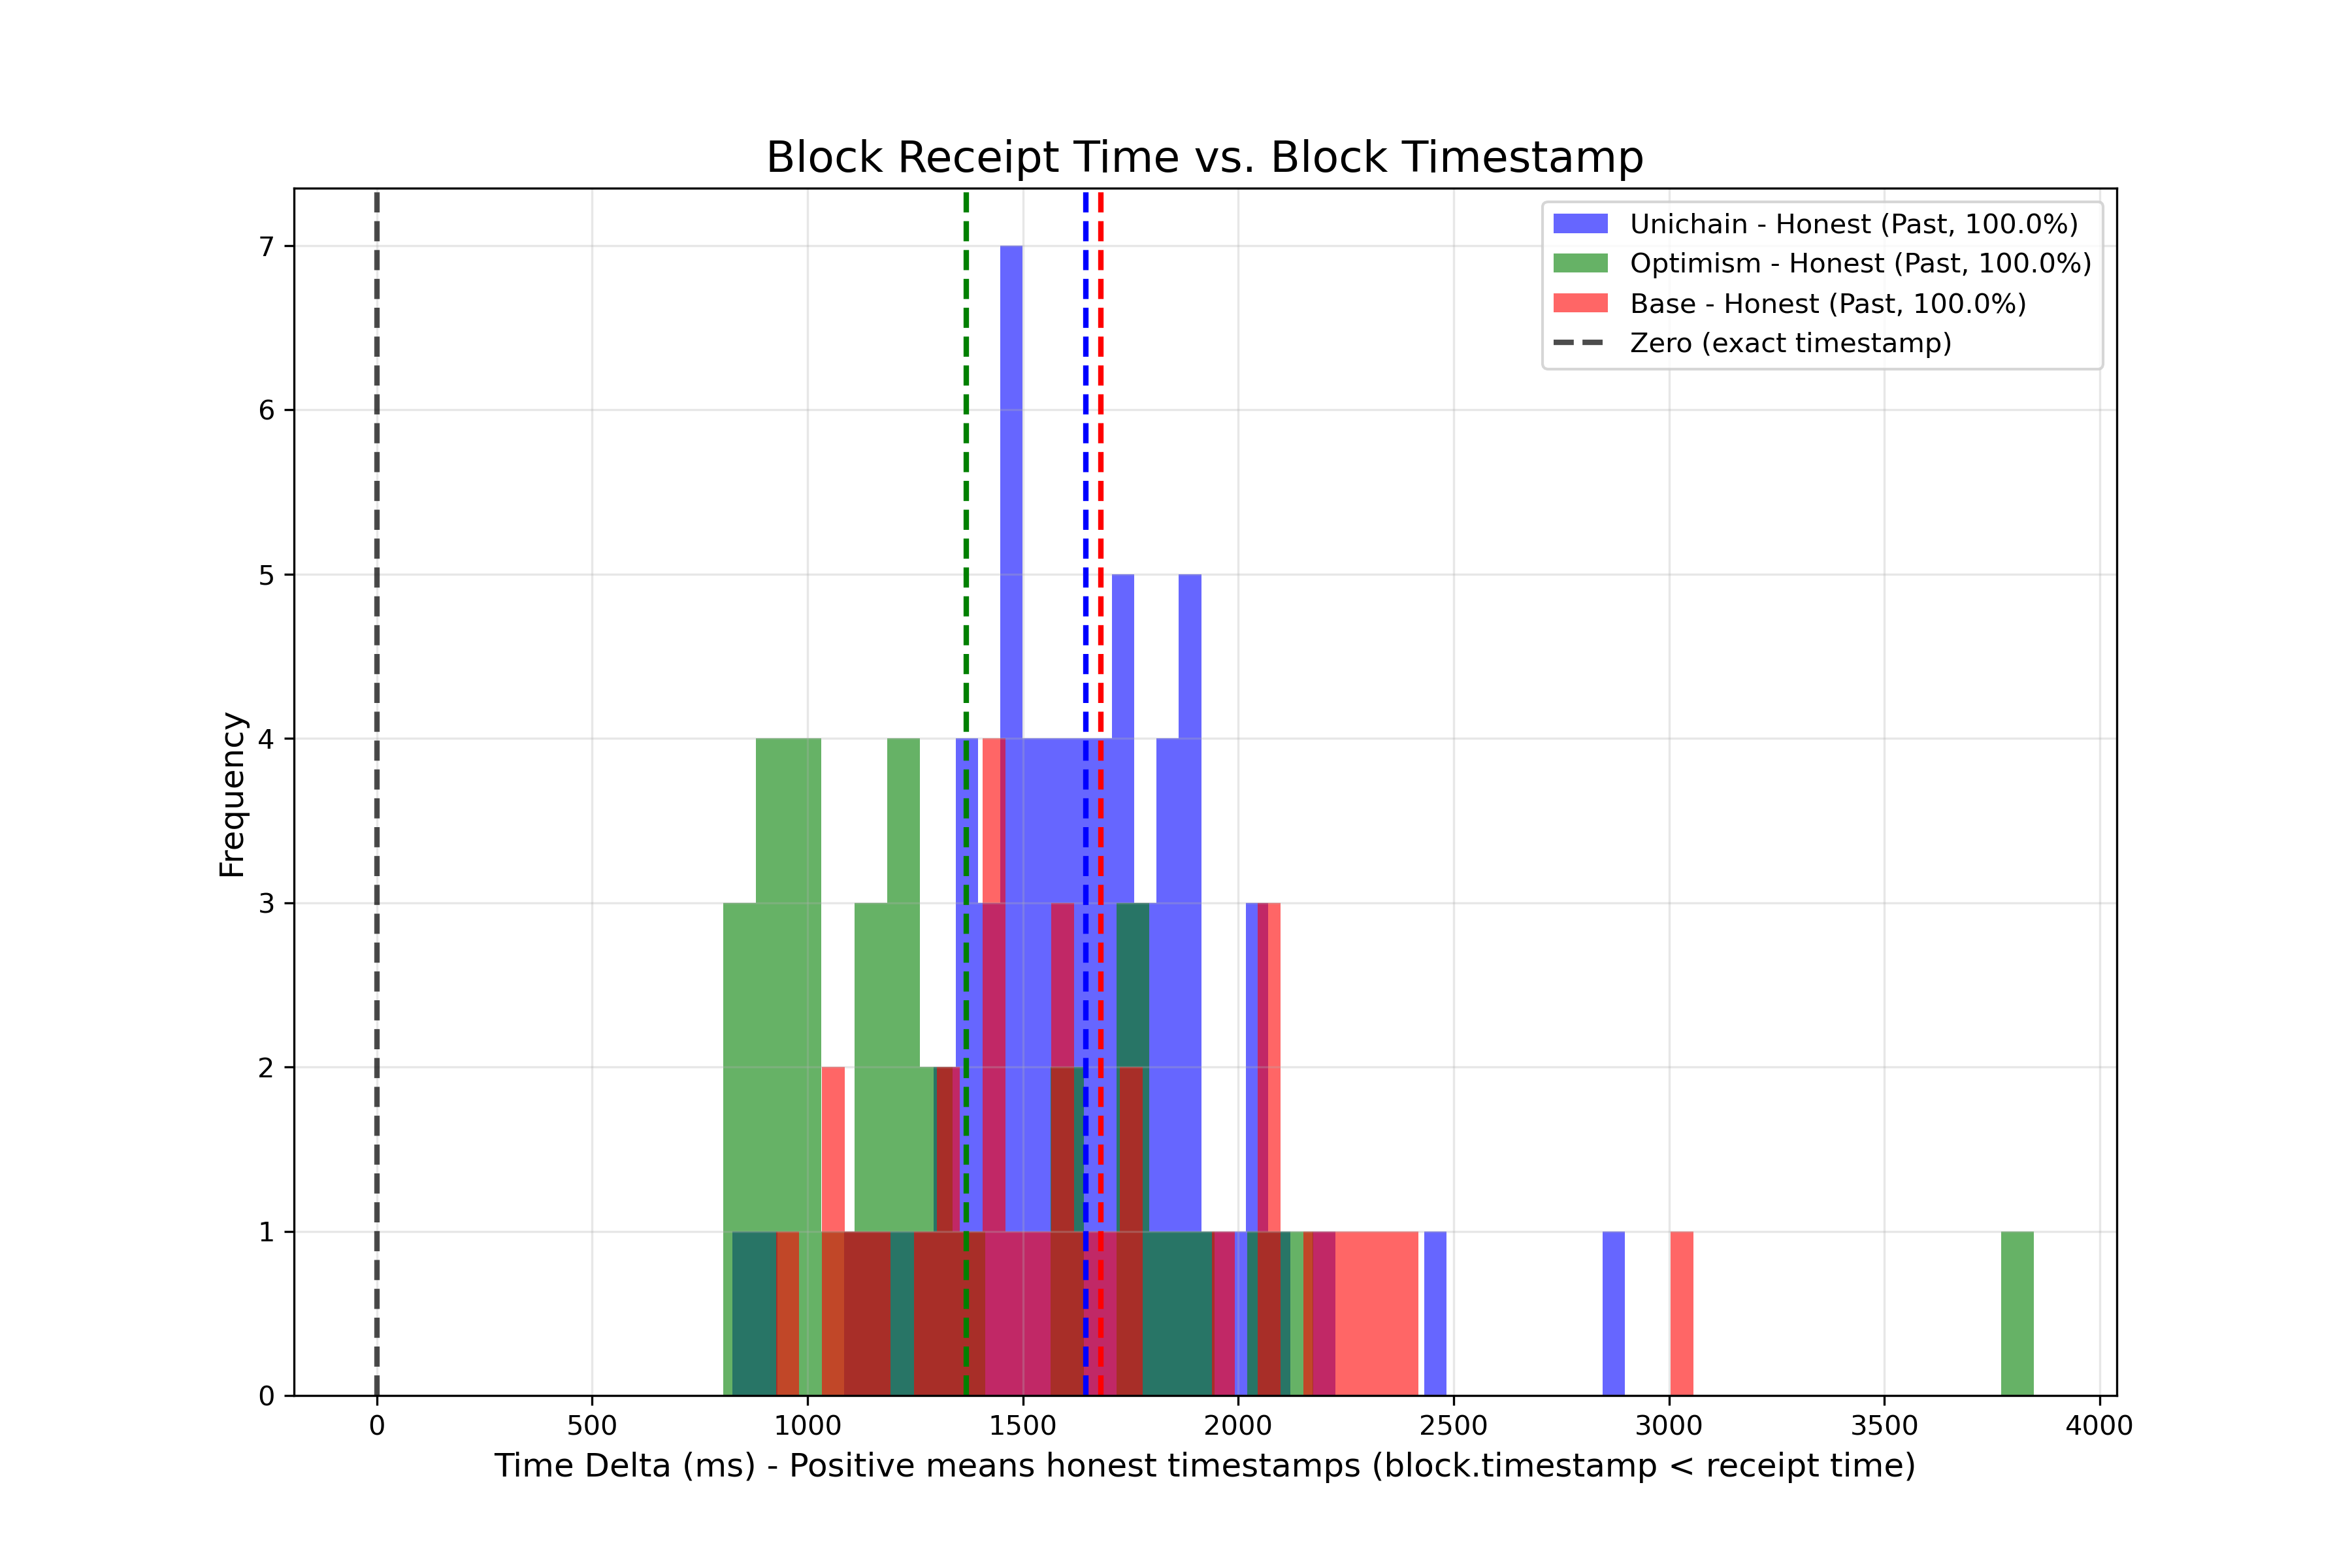 Block Receipt Time vs. Block Timestamp
Unichain - Honest (Past, 100.0%)
Optimism - Honest (Past, 100.0%)
Base - Honest (Past, 100.0%)
Zero (exact timestamp)
Frequency
7
6
5
4
3
2
1
0
0 500 1000 1500 2000 2500 3000 3500 4000
Time Delta (ms) - Positive means honest timestamps (block.timestamp < receipt time)